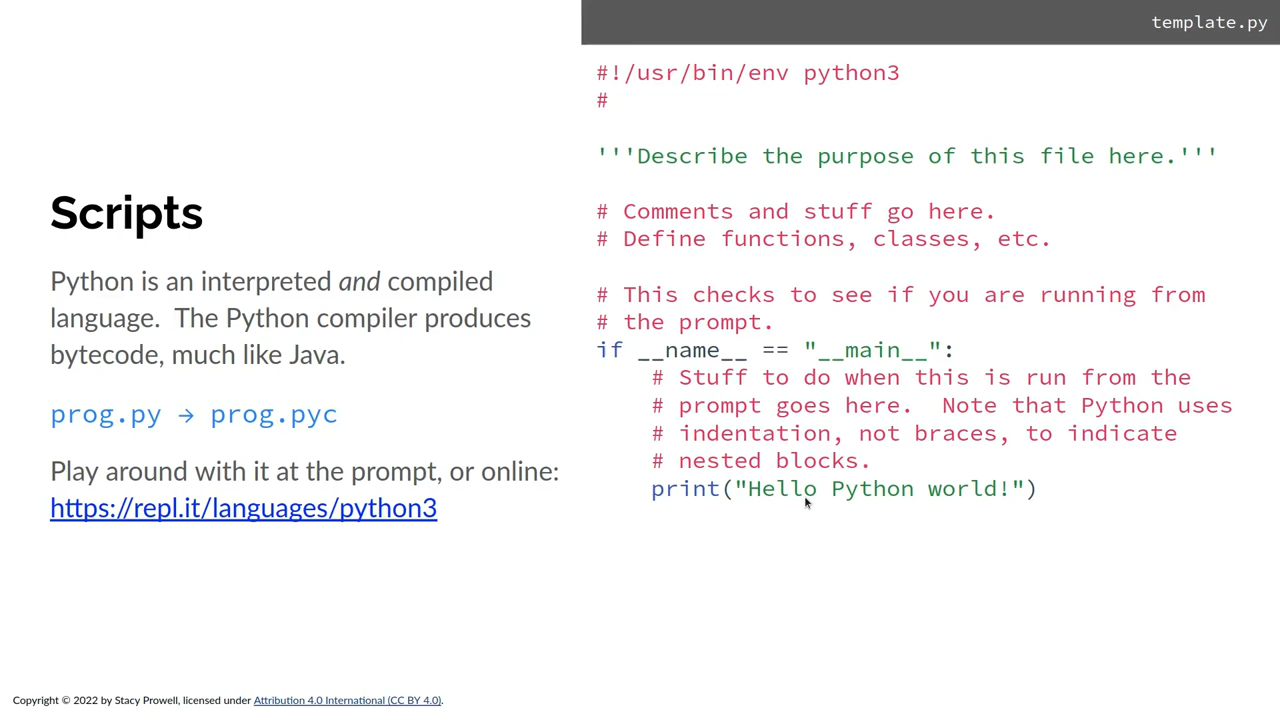 template.py
Scripts
Python is an interpreted and compiled
language.  The Python compiler produces
bytecode, much like Java.
prog.py → prog.pyc
Play around with it at the prompt, or online:
https://repl.it/languages/python3
#!/usr/bin/env python3
#
'''Describe the purpose of this file here.'''
# Comments and stuff go here.
# Define functions, classes, etc.
# This checks to see if you are running from
# the prompt.
if __name__ == "__main__":
    # Stuff to do when this is run from the
    # prompt goes here.  Note that Python uses
    # indentation, not braces, to indicate
    # nested blocks.
    print("Hello Python world!")
Copyright © 2022 by Stacy Prowell, licensed under Attribution 4.0 International (CC BY 4.0).